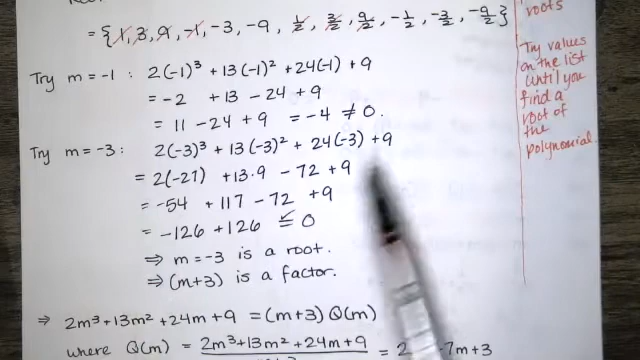 roots
= {1, 3, 9, -1, -3, -9, 1/2, 3/2, 9/2, -1/2, -3/2, -9/2}
Try m = -1 : 2(-1)³ + 13(-1)² + 24(-1) + 9
= -2 + 13 - 24 + 9
= 11 - 24 + 9 = -4 ≠ 0.
Try m = -3 : 2(-3)³ + 13(-3)² + 24(-3) + 9
= 2(-27) + 13·9 - 72 + 9
= -54 + 117 - 72 + 9
= -126 + 126 = 0
⇒ m = -3 is a root.
⇒ (m+3) is a factor.
⇒ 2m³ + 13m² + 24m + 9 = (m+3) Q(m)
where Q(m) = 2m³ + 13m² + 24m + 9 = 2 -7m + 3
Try values
on the list
until you
find a
root of
the
polynomial.